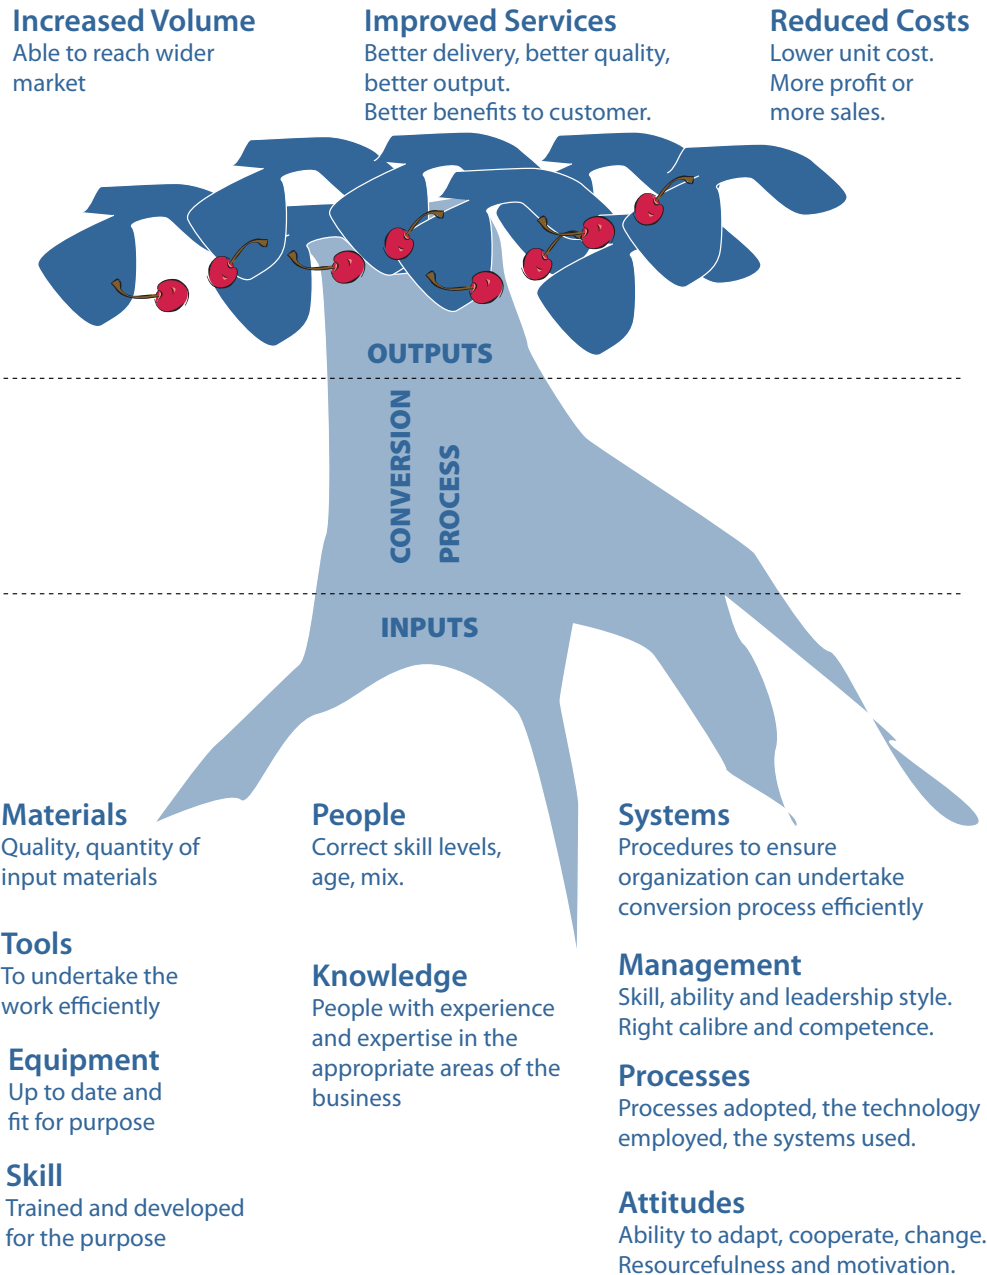 Increased Volume
Able to reach wider
market
Improved Services
Better delivery, better quality,
better output.
Better benefits to customer.
Reduced Costs
Lower unit cost.
More profit or
more sales.
OUTPUTS
CONVERSION
PROCESS
INPUTS
Materials
Quality, quantity of
input materials
Tools
To undertake the
work efficiently
Equipment
Up to date and
fit for purpose
Skill
Trained and developed
for the purpose
People
Correct skill levels,
age, mix.
Knowledge
People with experience
and expertise in the
appropriate areas of the
business
Systems
Procedures to ensure
organization can undertake
conversion process efficiently
Management
Skill, ability and leadership style.
Right calibre and competence.
Processes
Processes adopted, the technology
employed, the systems used.
Attitudes
Ability to adapt, cooperate, change.
Resourcefulness and motivation.